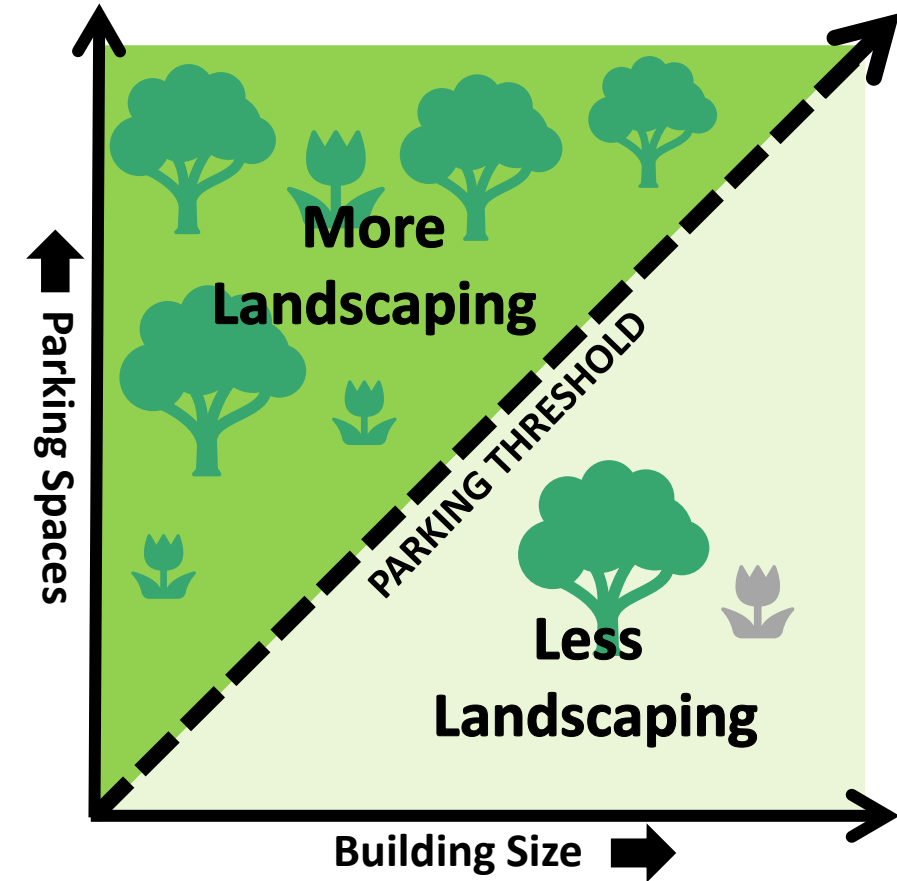 More
Landscaping
Parking Spaces
PARKING THRESHOLD
Less
Landscaping
Building Size